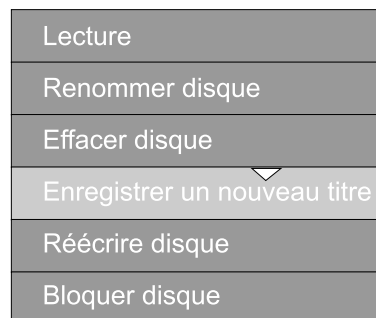 Lecture
Renommer disque
Effacer disque
Enregistrer un nouveau titre
Réécrire disque
Bloquer disque